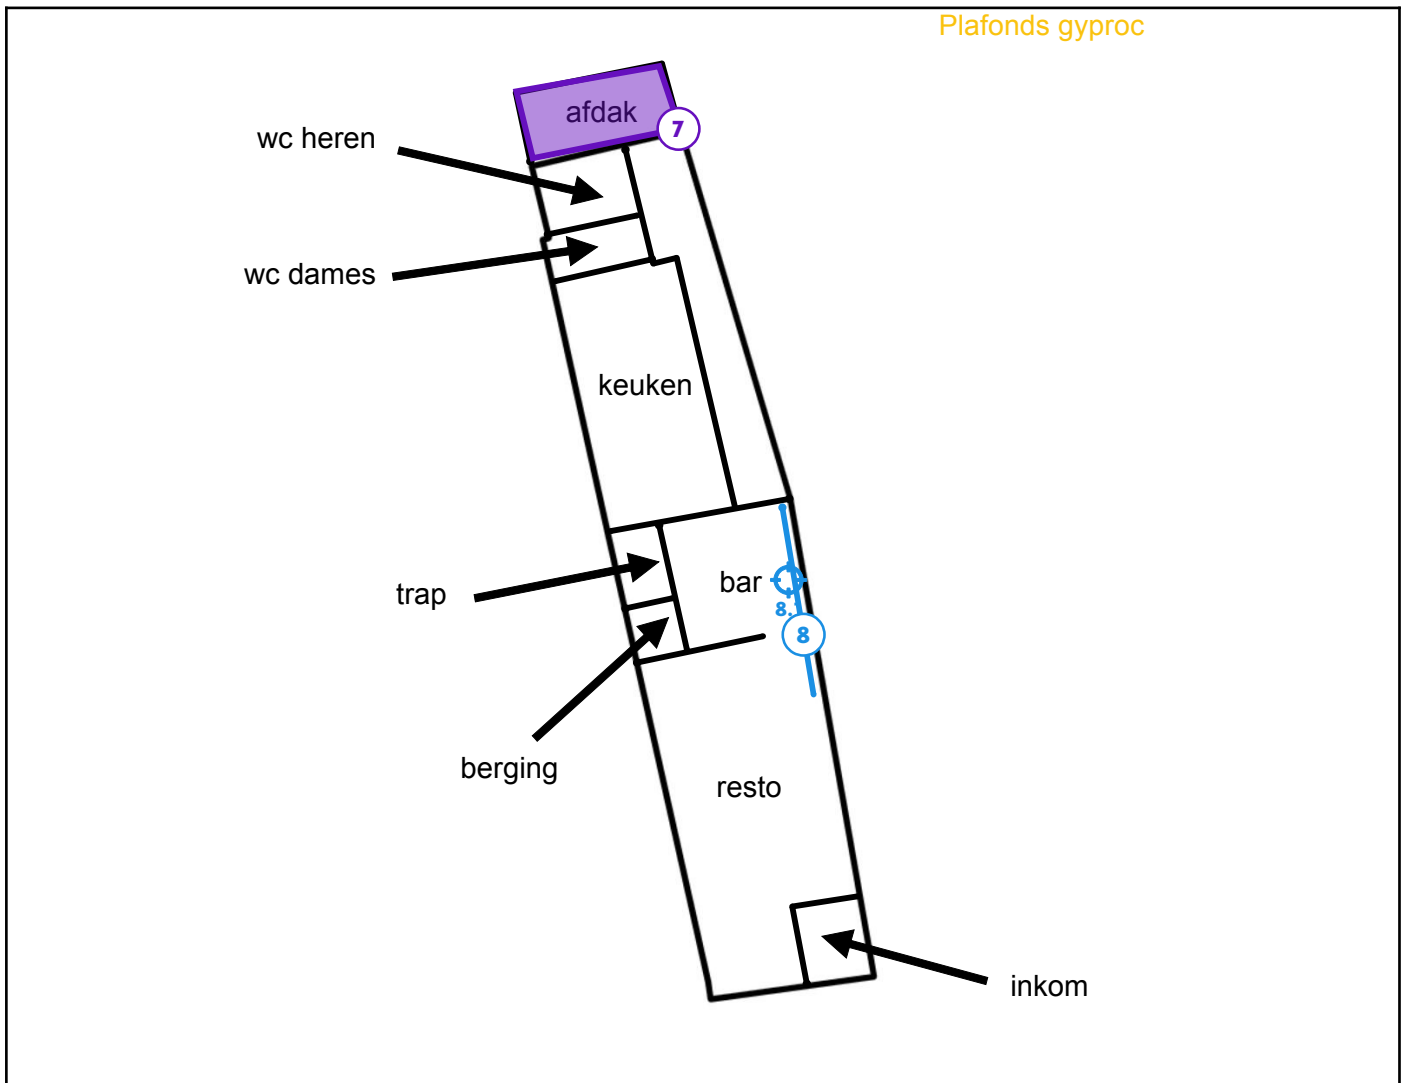 Plafonds gyproc
afdak
7
wc heren
wc dames
keuken
bar
8.
trap
8
berging
resto
inkom